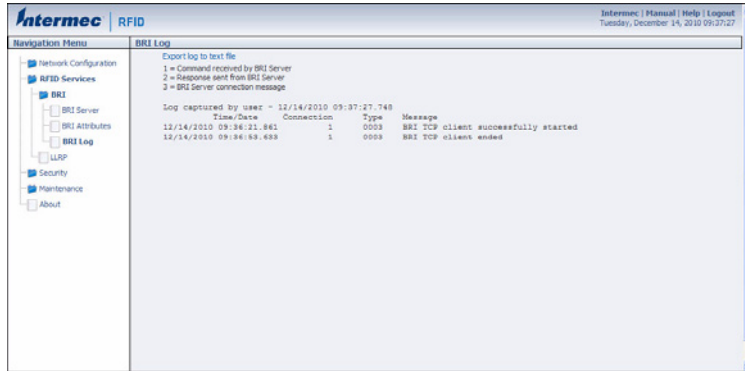 Intermec RFID
Intermec | Manual | Help | Logout
Tuesday, December 14, 2010 09:37:27
Navigation Menu
Network Configuration
RFID Services
BRI
BRI Server
BRI Attributes
BRI Log
LLRP
Security
Maintenance
About
BRI Log
Export log to text file
1 = Command received by BRI Server
2 = Response sent from BRI Server
3 = BRI Server connection message
Log captured by user - 12/14/2010 09:37:27.748
Time/Date Connection Type Message
12/14/2010 09:36:21.861 1 0003 BRI TCP client successfully started
12/14/2010 09:36:53.633 1 0003 BRI TCP client ended